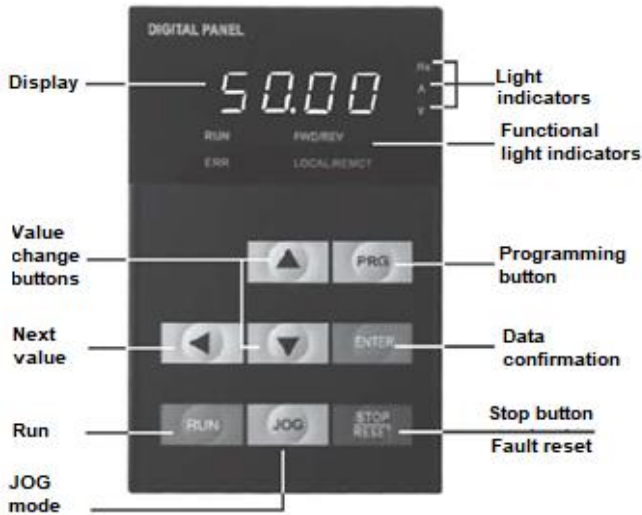 DIGITAL PANEL
Display
50.00
Hz
A
V
Light
indicators
RUN
FWD/REV
ERR
LOCAL/REMCT
Functional
light indicators
Value
change
buttons
PRG
Programming
button
Next
value
ENTER
Data
confirmation
Run
RUN
JOG
STOP
RESET
Stop button
Fault reset
JOG
mode